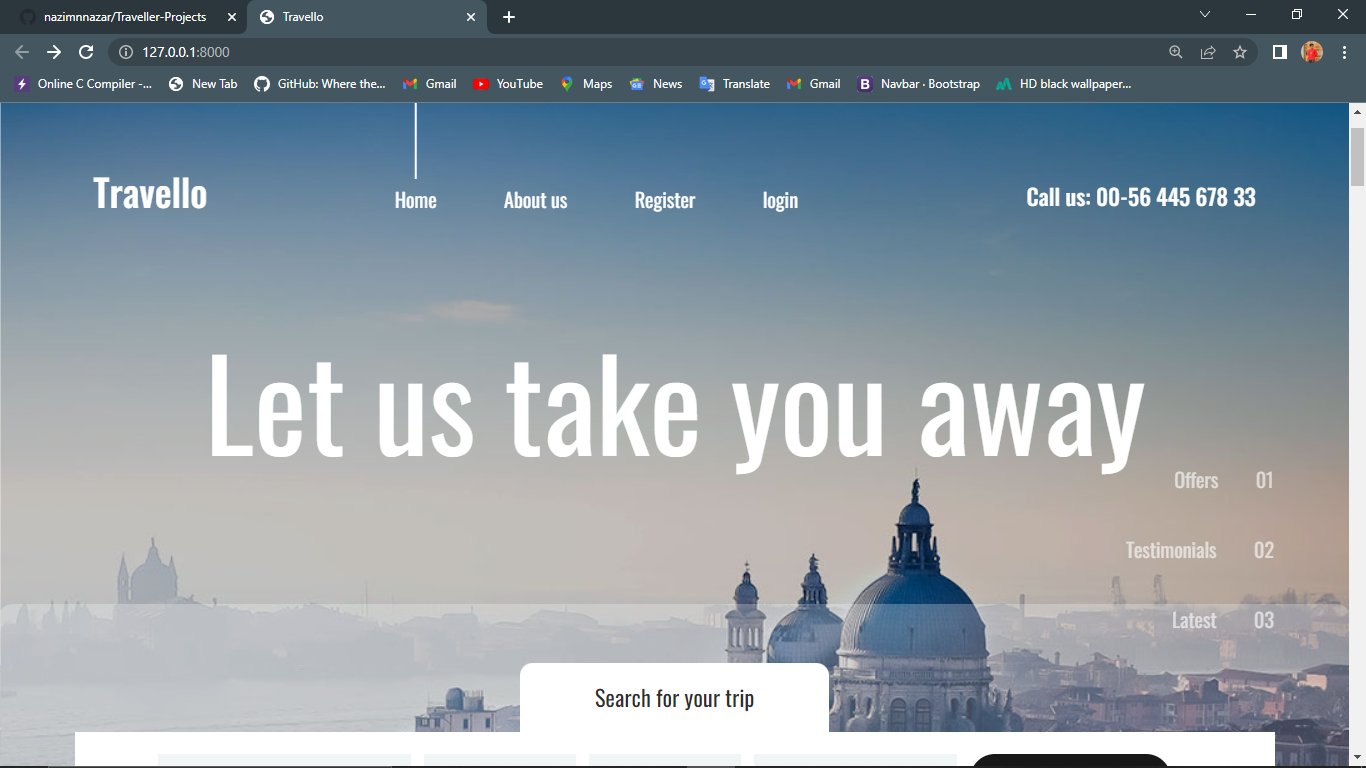 nazimnnazar/Traveller-Projects
Travello
127.0.0.1:8000
Online C Compiler -...
New Tab
GitHub: Where the...
Gmail
YouTube
Maps
News
Translate
Gmail
B
Navbar · Bootstrap
HD black wallpaper...
Travello
Home
About us
Register
login
Call us: 00-56 445 678 33
Let us take you away
Offers 01
Testimonials 02
Latest 03
Search for your trip